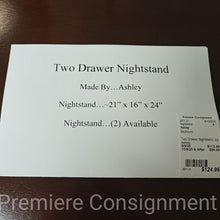 Two Drawer Nightstand
Made By…Ashley
Nightstand…~21” x 16” x 24”
Nightstand…(2) Available
$124.99
Premiere Consignment